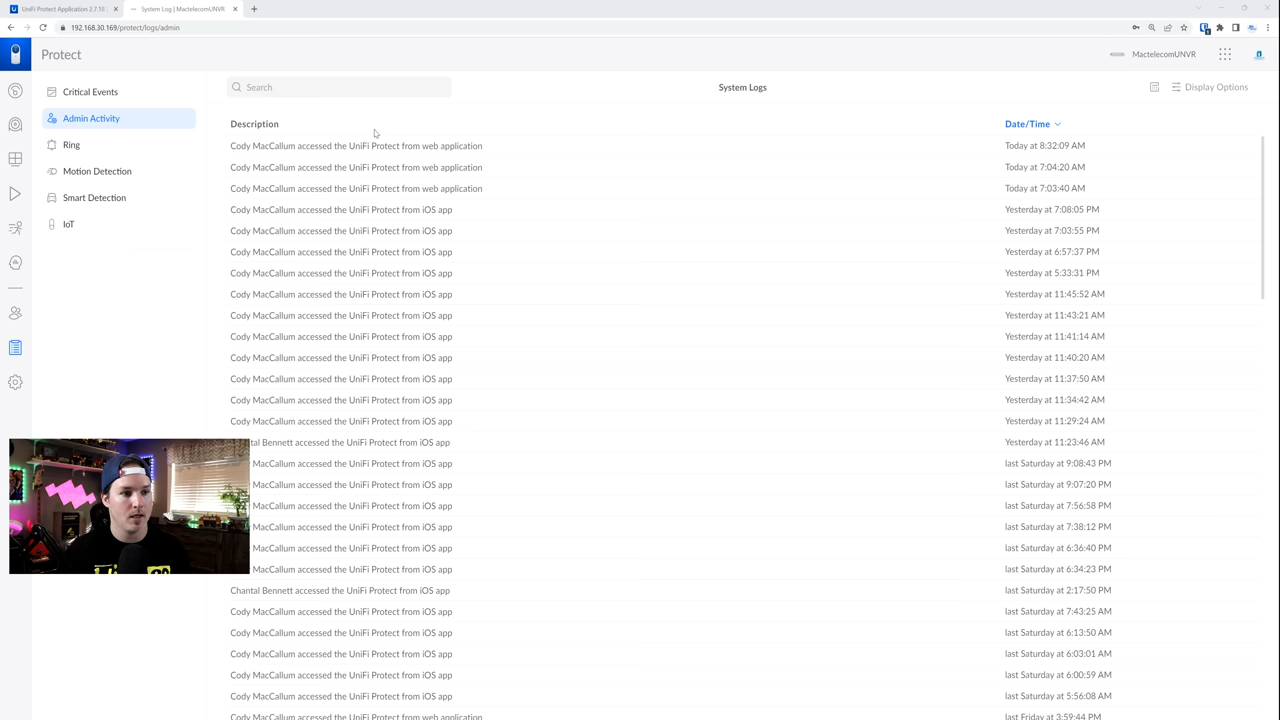 UniFi Protect Application 2.7.18
System Log | MactelecomUNVR
192.168.30.169/protect/logs/admin
Protect
MactelecomUNVR
Critical Events
Admin Activity
Ring
Motion Detection
Smart Detection
IoT
Search
System Logs
Display Options
Description Date/Time
Cody MacCallum accessed the UniFi Protect from web application Today at 8:32:09 AM
Cody MacCallum accessed the UniFi Protect from web application Today at 7:04:20 AM
Cody MacCallum accessed the UniFi Protect from web application Today at 7:03:40 AM
Cody MacCallum accessed the UniFi Protect from iOS app Yesterday at 7:08:05 PM
Cody MacCallum accessed the UniFi Protect from iOS app Yesterday at 7:03:55 PM
Cody MacCallum accessed the UniFi Protect from iOS app Yesterday at 6:57:37 PM
Cody MacCallum accessed the UniFi Protect from iOS app Yesterday at 5:33:31 PM
Cody MacCallum accessed the UniFi Protect from iOS app Yesterday at 11:45:52 AM
Cody MacCallum accessed the UniFi Protect from iOS app Yesterday at 11:43:21 AM
Cody MacCallum accessed the UniFi Protect from iOS app Yesterday at 11:41:14 AM
Cody MacCallum accessed the UniFi Protect from iOS app Yesterday at 11:40:20 AM
Cody MacCallum accessed the UniFi Protect from iOS app Yesterday at 11:37:50 AM
Cody MacCallum accessed the UniFi Protect from iOS app Yesterday at 11:34:42 AM
Cody MacCallum accessed the UniFi Protect from iOS app Yesterday at 11:29:24 AM
tal Bennett accessed the UniFi Protect from iOS app Yesterday at 11:23:46 AM
MacCallum accessed the UniFi Protect from iOS app last Saturday at 9:08:43 PM
MacCallum accessed the UniFi Protect from iOS app last Saturday at 9:07:20 PM
MacCallum accessed the UniFi Protect from iOS app last Saturday at 7:56:58 PM
MacCallum accessed the UniFi Protect from iOS app last Saturday at 7:38:12 PM
MacCallum accessed the UniFi Protect from iOS app last Saturday at 6:36:40 PM
MacCallum accessed the UniFi Protect from iOS app last Saturday at 6:34:23 PM
Chantal Bennett accessed the UniFi Protect from iOS app last Saturday at 2:17:50 PM
Cody MacCallum accessed the UniFi Protect from iOS app last Saturday at 7:43:25 AM
Cody MacCallum accessed the UniFi Protect from iOS app last Saturday at 6:13:50 AM
Cody MacCallum accessed the UniFi Protect from iOS app last Saturday at 6:03:01 AM
Cody MacCallum accessed the UniFi Protect from iOS app last Saturday at 6:00:59 AM
Cody MacCallum accessed the UniFi Protect from iOS app last Saturday at 5:56:08 AM
Cody MacCallum accessed the UniFi Protect from web application last Friday at 3:59:44 PM